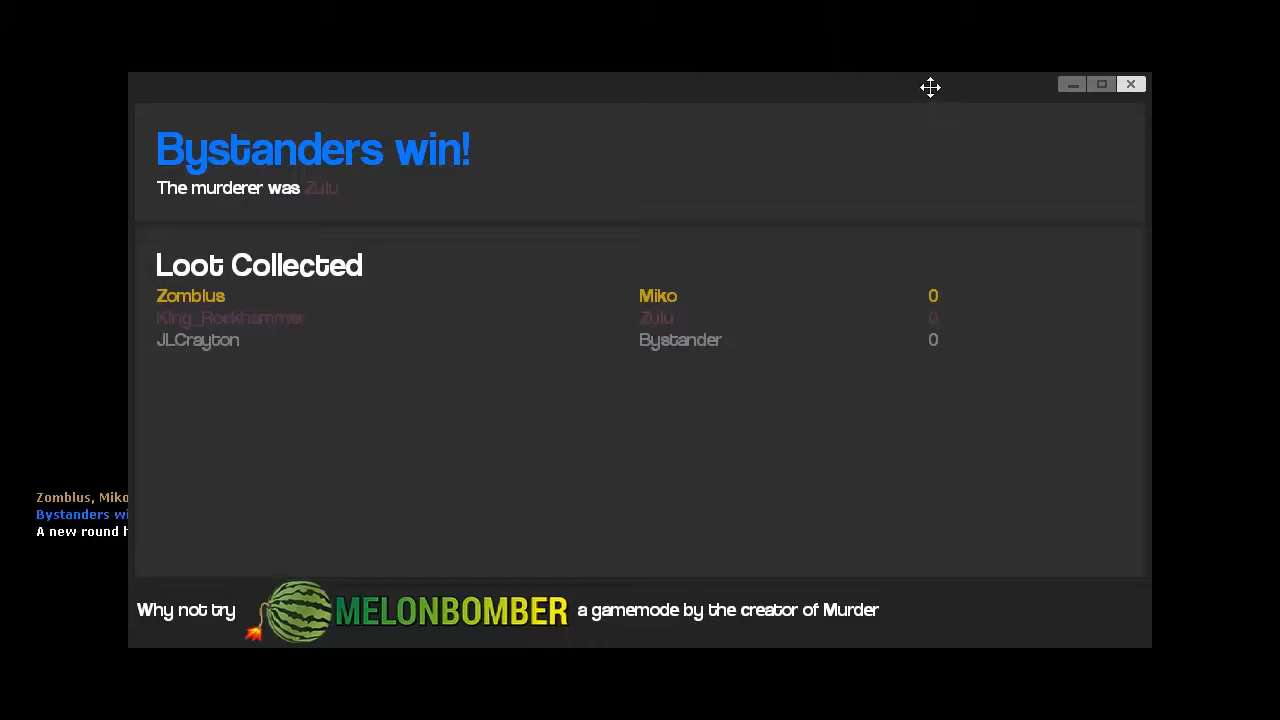 Bystanders win!
The murderer was Zulu
Loot Collected
Zomblus Miko 0
King_Rockhammer Zulu 0
JLCrayton Bystander 0
Zomblus, Miko
Bystanders wi
A new round h
Why not try MELONBOMBER a gamemode by the creator of Murder